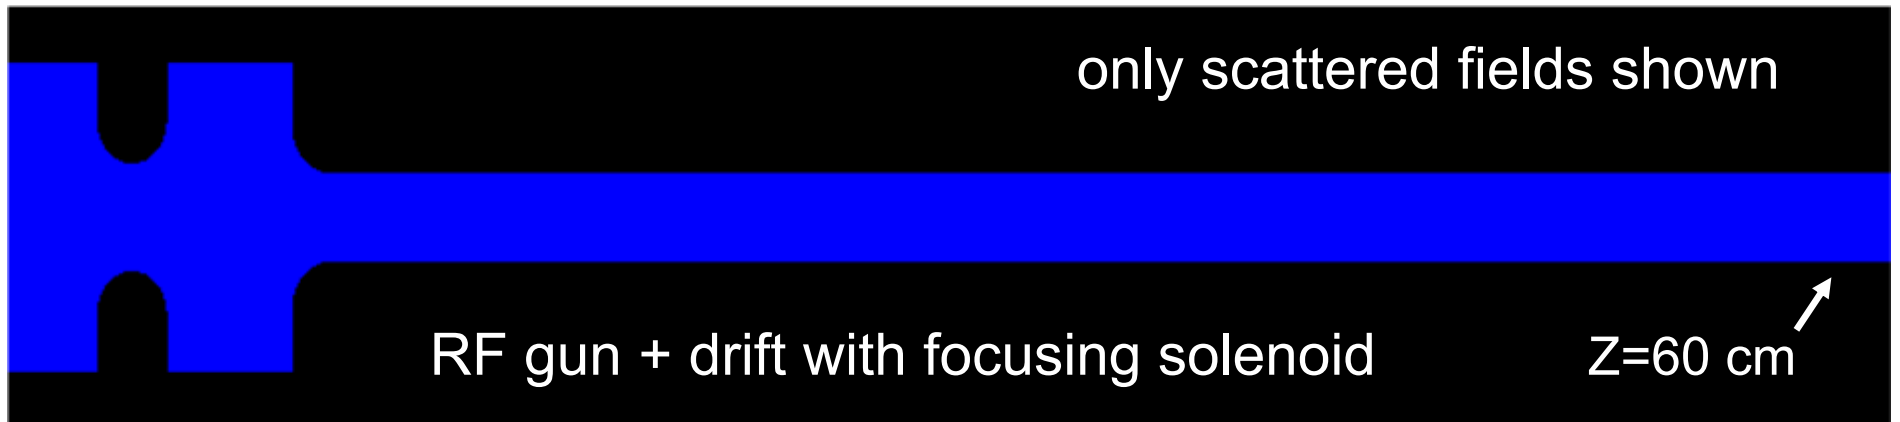 only scattered fields shown
RF gun + drift with focusing solenoid
Z=60 cm